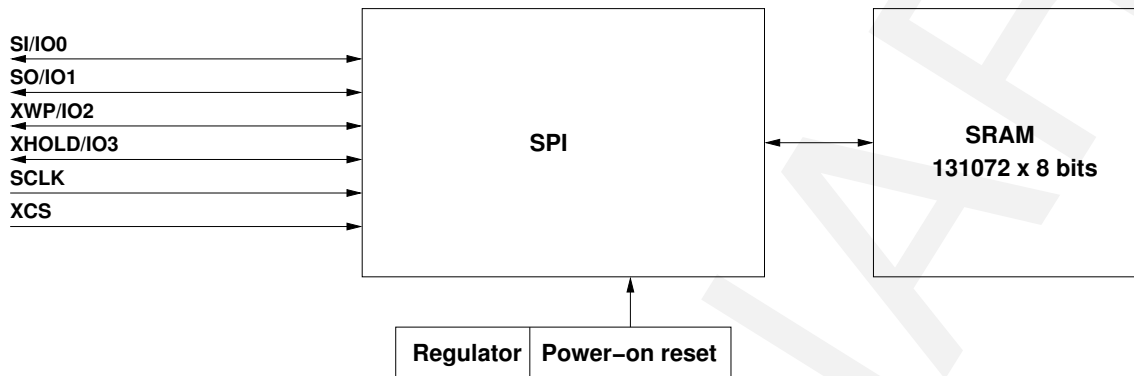 SI/IO0
SO/IO1
XWP/IO2
XHOLD/IO3
SCLK
XCS
SPI
SRAM
131072 x 8 bits
Regulator
Power−on reset